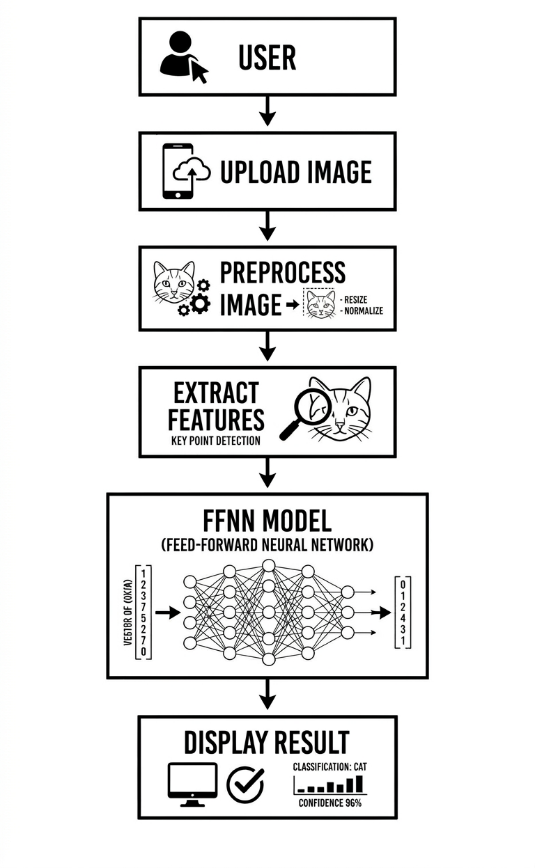 USER
UPLOAD IMAGE
PREPROCESS
IMAGE
- RESIZE
- NORMALIZE
EXTRACT
FEATURES
KEY POINT DETECTION
FFNN MODEL
(FEED-FORWARD NEURAL NETWORK)
OF
1
2
3
7
5
2
7
0
0
1
2
4
3
1
DISPLAY RESULT
CLASSIFICATION: CAT
CONFIDENCE 96%